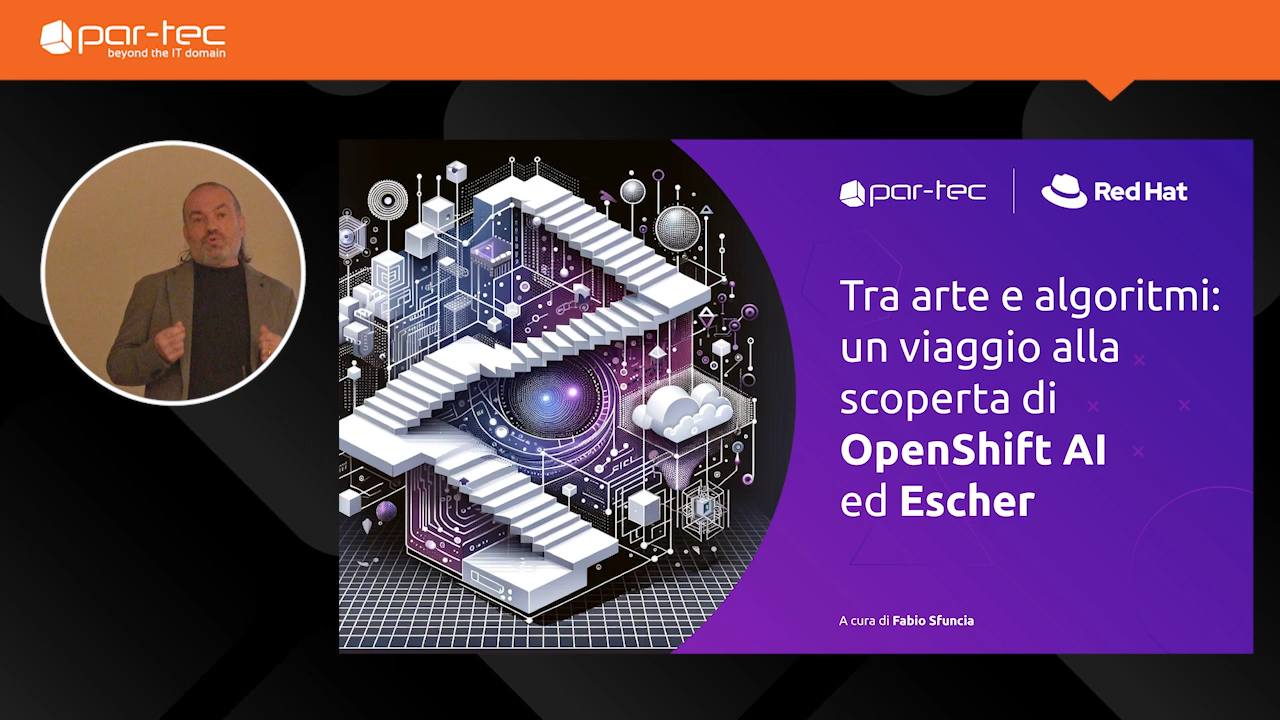 par-tec
beyond the IT domain
par-tec
Red Hat
Tra arte e algoritmi:
un viaggio alla
scoperta di
OpenShift AI
ed Escher
A cura di Fabio Sfuncia